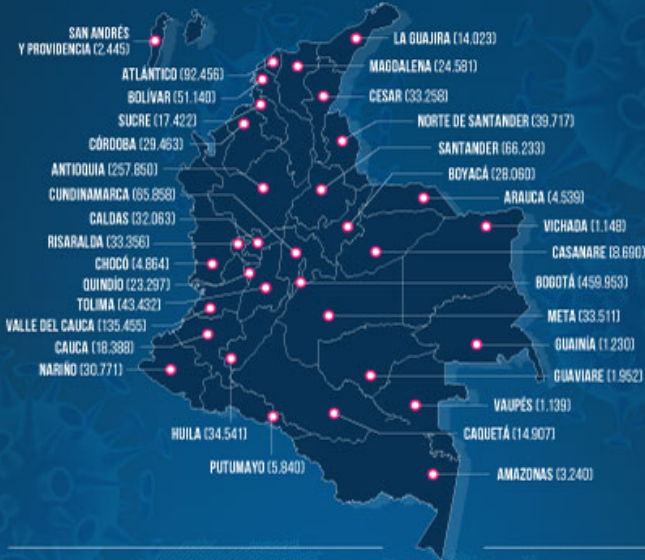 SAN ANDRÉS
Y PROVIDENCIA (2.445)
ATLÁNTICO (92.456)
BOLÍVAR (51.140)
SUCRE (17.422)
CÓRDOBA (29.463)
ANTIOQUIA (257.850)
CUNDINAMARCA (65.858)
CALDAS (32.063)
RISARALDA (33.356)
CHOCÓ (4.864)
QUINDÍO (23.297)
TOLIMA (43.432)
VALLE DEL CAUCA (135.455)
CAUCA (18.388)
NARIÑO (30.771)
HUILA (34.541)
PUTUMAYO (5.840)
LA GUAJIRA (14.023)
MAGDALENA (24.581)
CESAR (33.258)
NORTE DE SANTANDER (39.717)
SANTANDER (66.233)
BOYACÁ (28.060)
ARAUCA (4.539)
VICHADA (1.148)
CASANARE (8.690)
BOGOTÁ (459.953)
META (33.511)
GUAINÍA (1.230)
GUAVIARE (1.952)
VAUPÉS (1.139)
CAQUETÁ (14.907)
AMAZONAS (3.240)